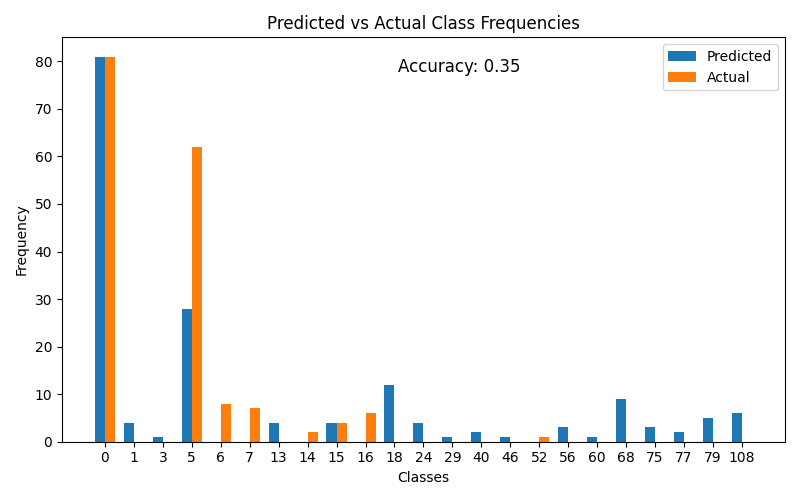 Predicted vs Actual Class Frequencies
Accuracy: 0.35
Predicted
Actual
Frequency
80
70
60
50
40
30
20
10
0
0 1 3 5 6 7 13 14 15 16 18 24 29 40 46 52 56 60 68 75 77 79 108
Classes